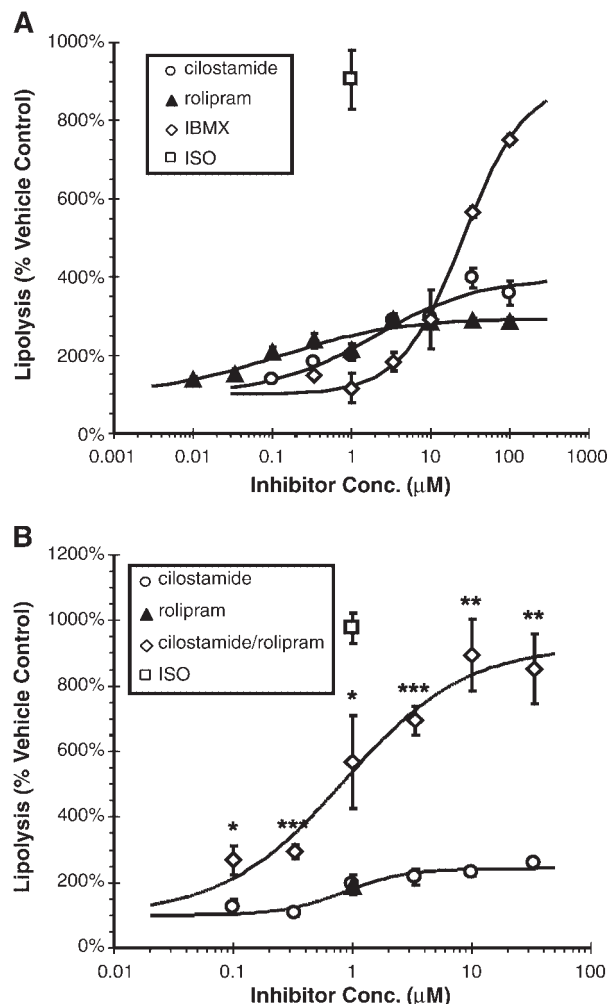 A
Lipolysis (% Vehicle Control)
1000%
800%
600%
400%
200%
0%
cilostamide
rolipram
IBMX
ISO
0.001 0.01 0.1 1 10 100 1000
Inhibitor Conc. (μM)
B
Lipolysis (% Vehicle Control)
1200%
1000%
800%
600%
400%
200%
0%
cilostamide
rolipram
cilostamide/rolipram
ISO
* *** * *** ** **
0.01 0.1 1 10 100
Inhibitor Conc. (μM)